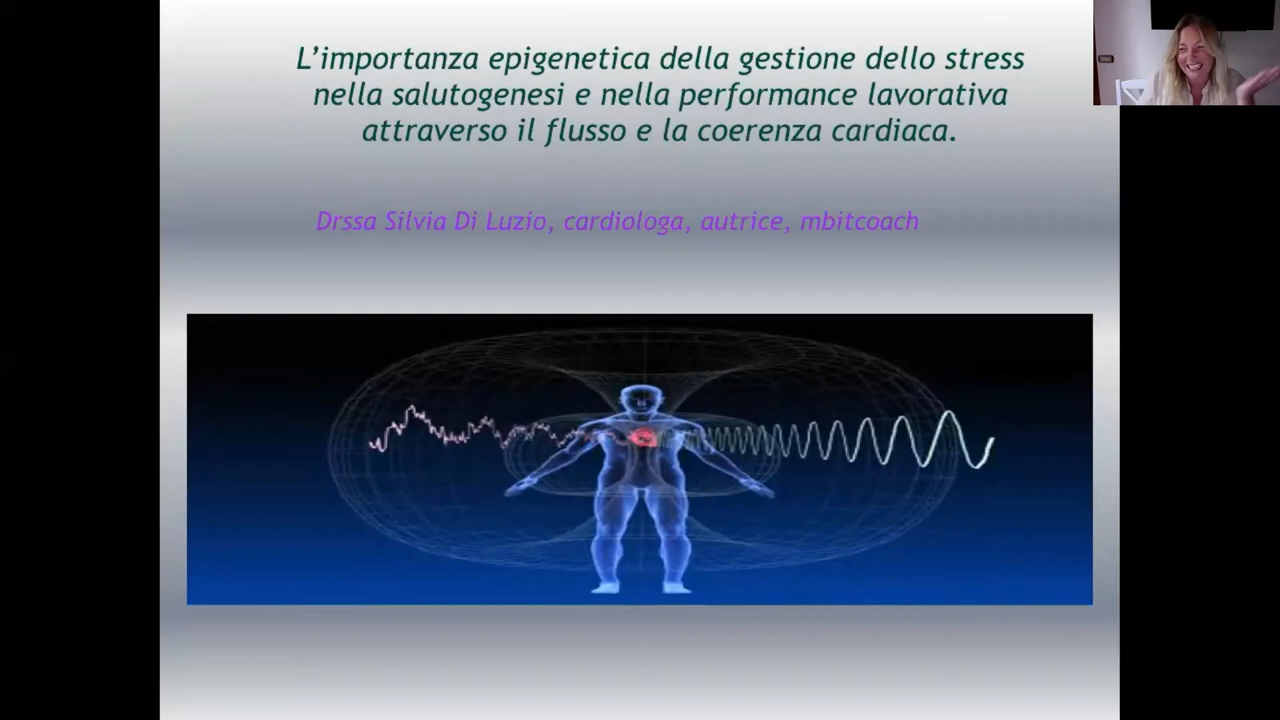 L’importanza epigenetica della gestione dello stress
nella salutogenesi e nella performance lavorativa
attraverso il flusso e la coerenza cardiaca.
Drssa Silvia Di Luzio, cardiologa, autrice, mbitcoach